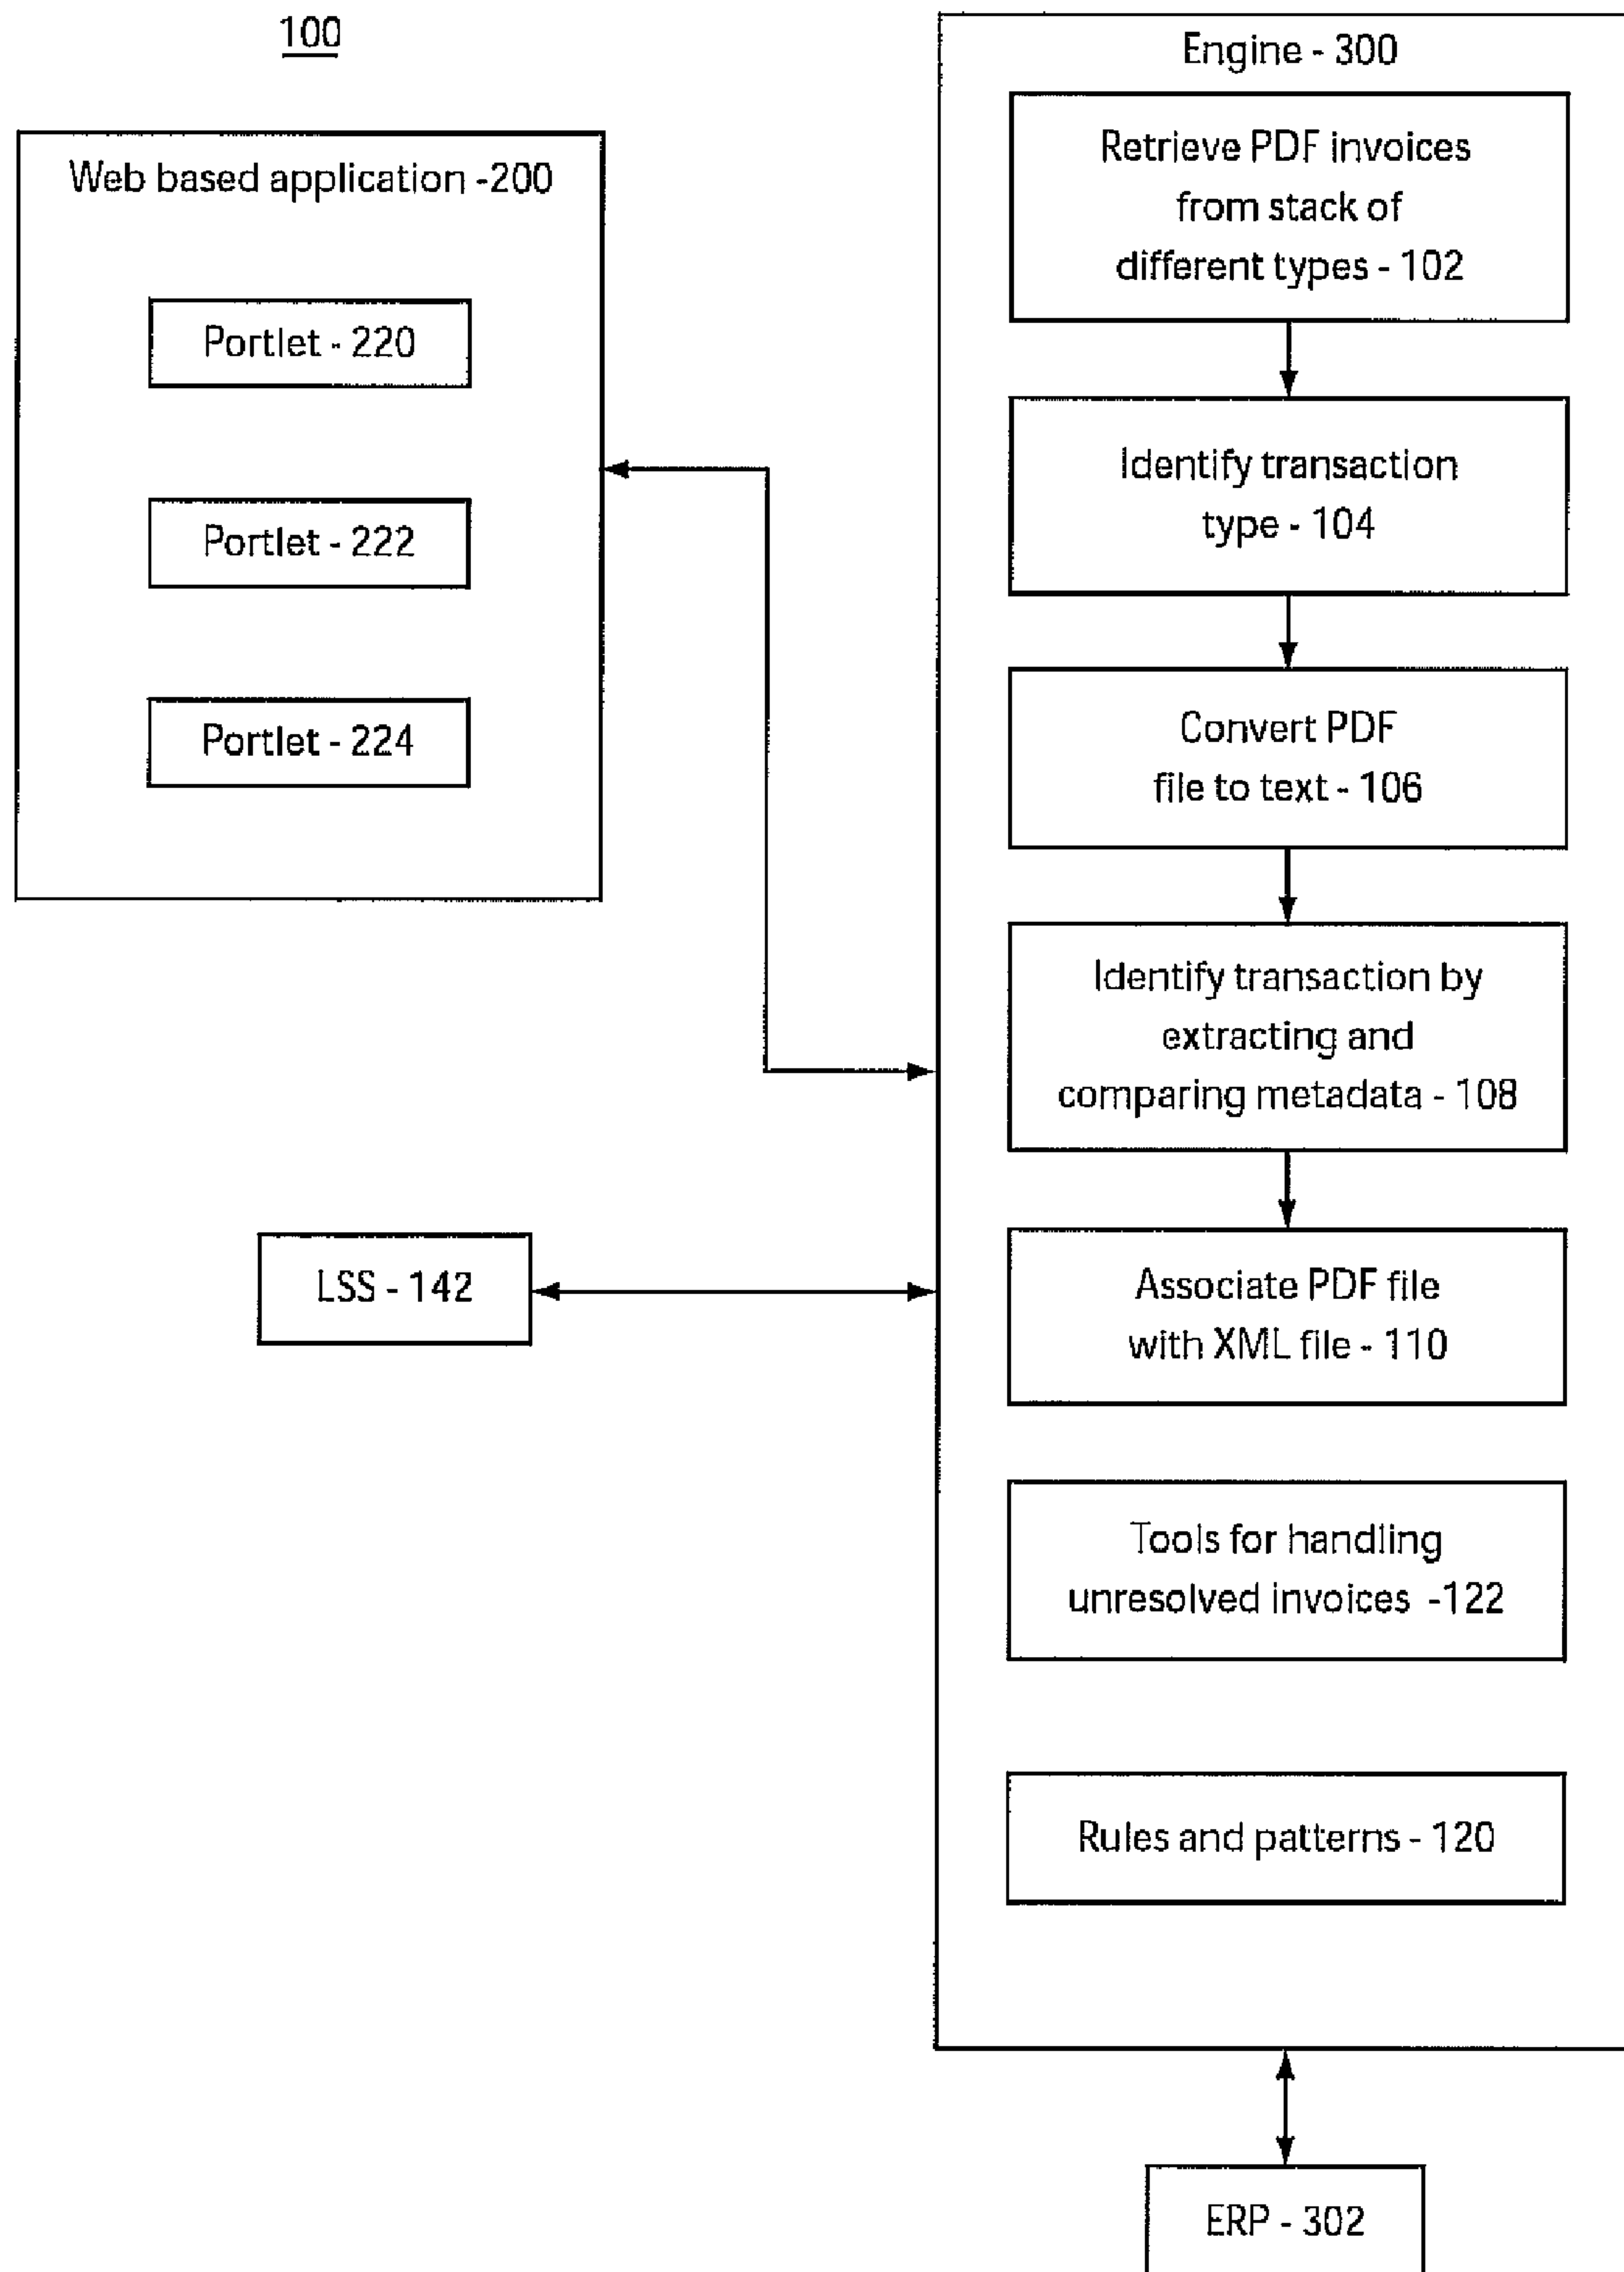 100
Web based application -200
Portlet - 220
Portlet - 222
Portlet - 224
LSS - 142
Engine - 300
Retrieve PDF invoices
from stack of
different types - 102
Identify transaction
type - 104
Convert PDF
file to text - 106
Identify transaction by
extracting and
comparing metadata - 108
Associate PDF file
with XML file - 110
Tools for handling
unresolved invoices -122
Rules and patterns - 120
ERP - 302